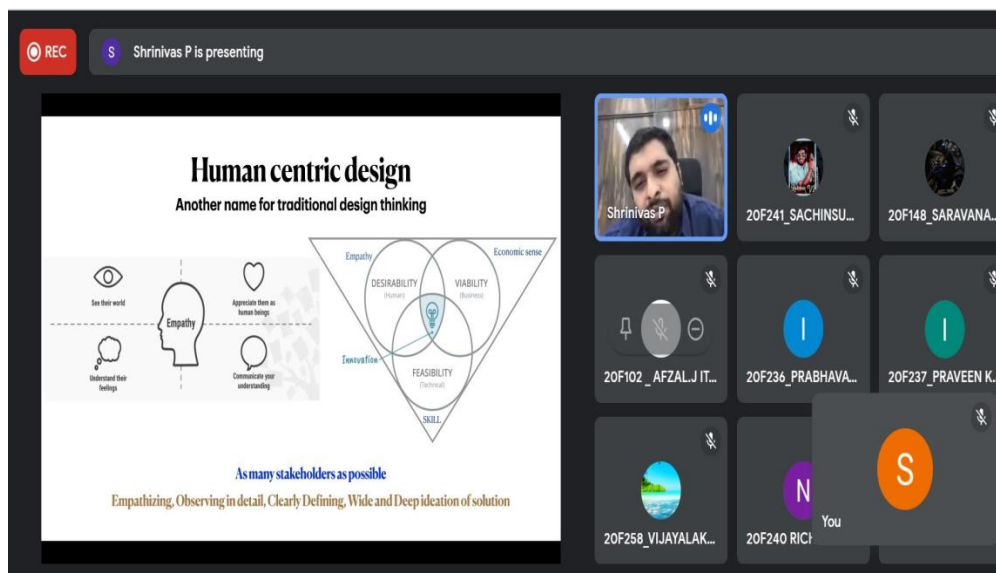 REC
S
Shrinivas P is presenting
Human centric design
Another name for traditional design thinking
See their world
Appreciate them as
human beings
Empathy
Understand their
feelings
Communicate your
understanding
Empathy
Economic sense
DESIRABILITY
(Human)
VIABILITY
(Business)
Innovation
FEASIBILITY
(Technical)
SKILL
As many stakeholders as possible
Empathizing, Observing in detail, Clearly Defining, Wide and Deep ideation of solution
Shrinivas P
20F241_SACHINSU...
20F148_SARAVANA...
20F102 _ AFZAL.J IT...
I
20F236_PRABHAVA...
I
20F237_PRAVEEN K...
20F258_VIJAYALAK...
N
20F240 RICH
S
You